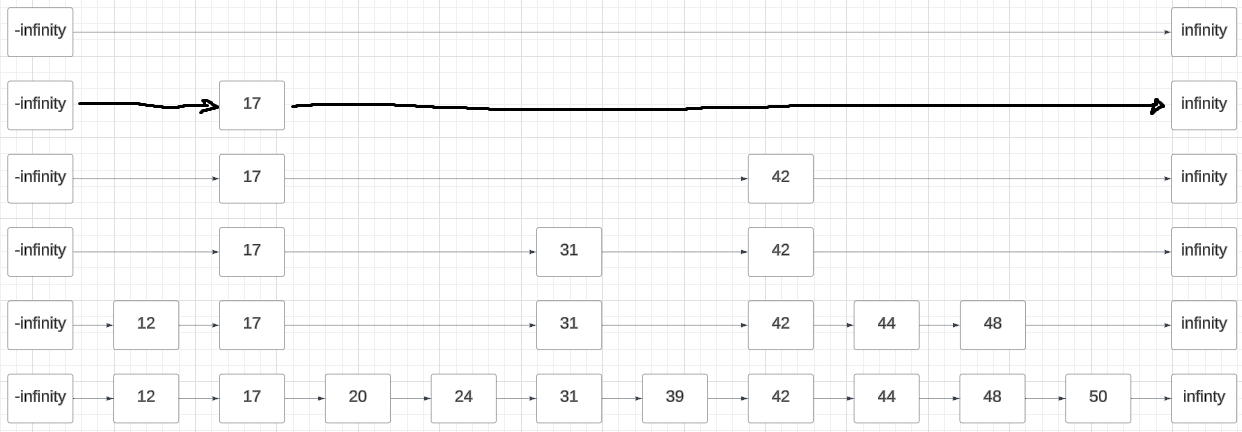 -infinity infinity
-infinity 17 infinity
-infinity 17 42 infinity
-infinity 17 31 42 infinity
-infinity 12 17 31 42 44 48 infinity
-infinity 12 17 20 24 31 39 42 44 48 50 infinty